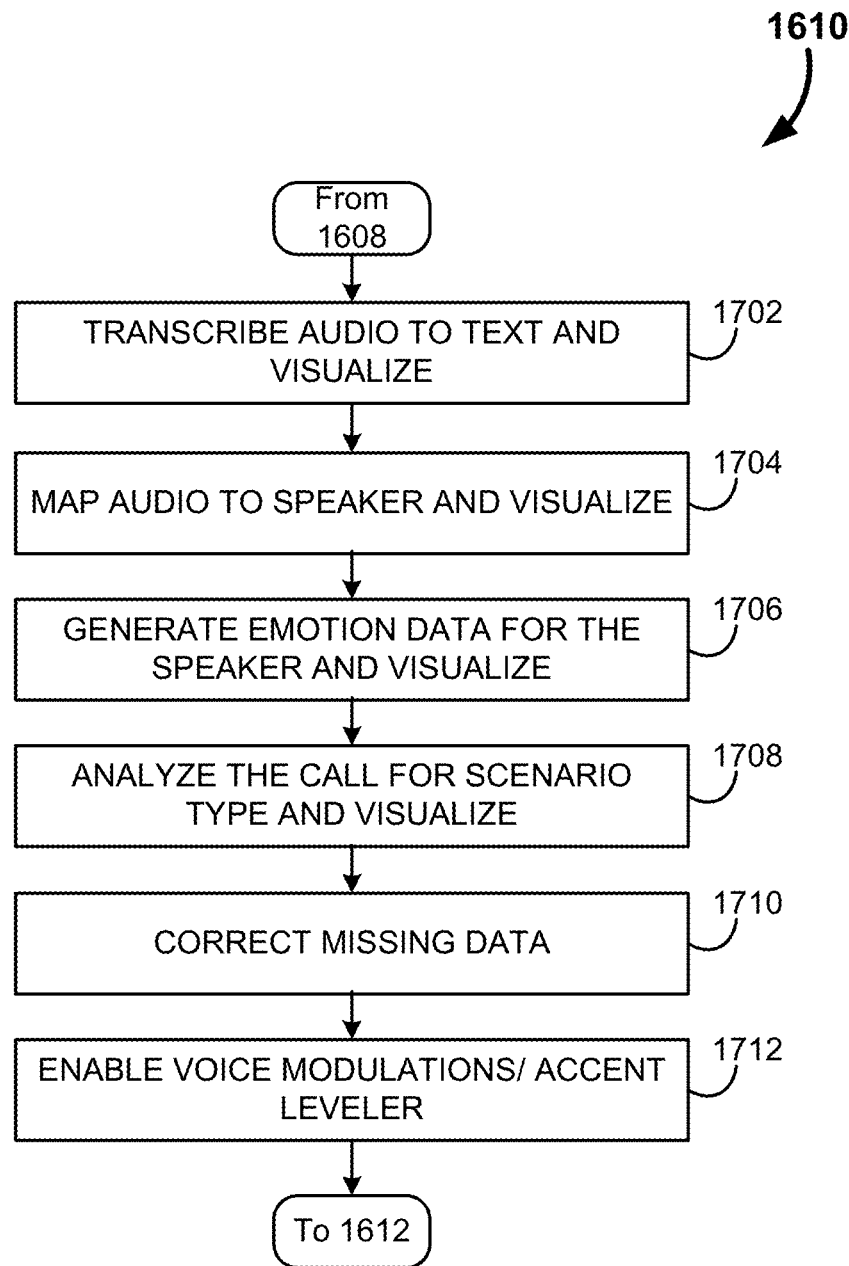 1610
From
1608
TRANSCRIBE AUDIO TO TEXT AND
VISUALIZE
1702
MAP AUDIO TO SPEAKER AND VISUALIZE
1704
GENERATE EMOTION DATA FOR THE
SPEAKER AND VISUALIZE
1706
ANALYZE THE CALL FOR SCENARIO
TYPE AND VISUALIZE
1708
CORRECT MISSING DATA
1710
ENABLE VOICE MODULATIONS/ ACCENT
LEVELER
1712
To 1612